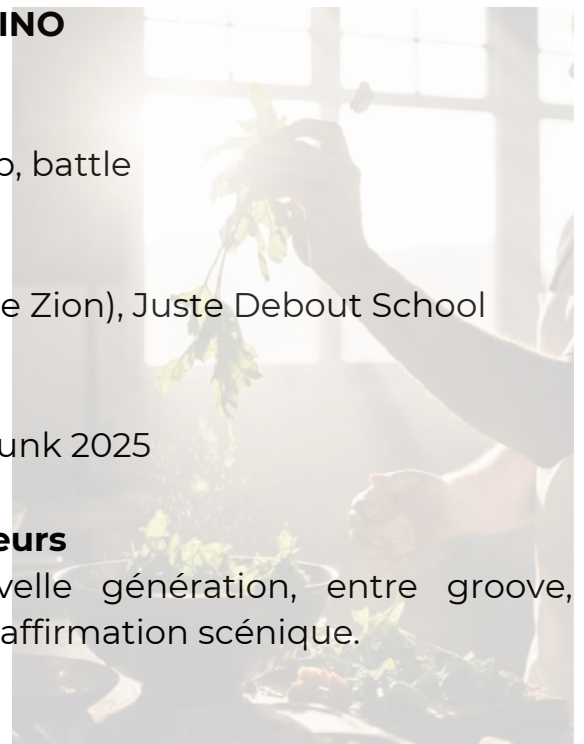 INO
o, battle
e Zion), Juste Debout School
unk 2025
eurs
velle génération, entre groove,
affirmation scénique.